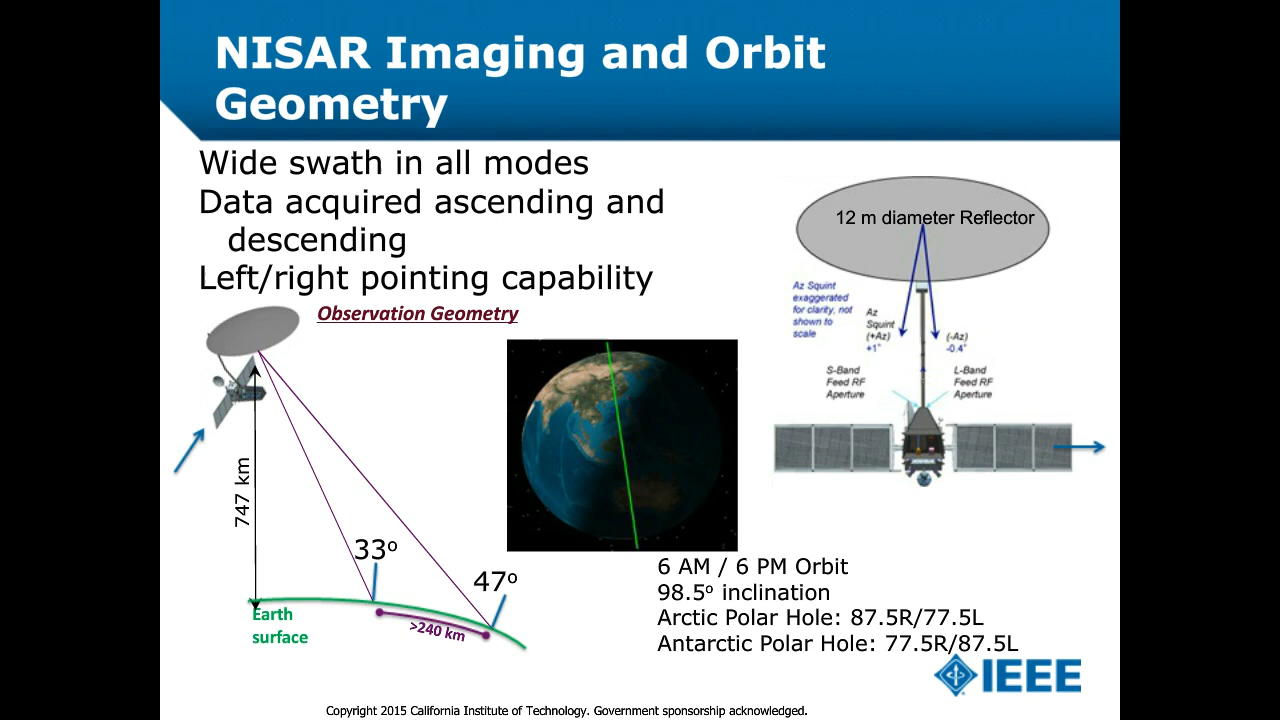 NISAR Imaging and Orbit
Geometry
Wide swath in all modes
Data acquired ascending and
descending
Left/right pointing capability
Observation Geometry
747 km
33º
47º
Earth
surface
>240 km
12 m diameter Reflector
Az Squint
exaggerated
for clarity, not
shown to
scale
Az
Squint
(+Az)
+1°
(-Az)
-0.4°
S-Band
Feed RF
Aperture
L-Band
Feed RF
Aperture
6 AM / 6 PM Orbit
98.5º inclination
Arctic Polar Hole: 87.5R/77.5L
Antarctic Polar Hole: 77.5R/87.5L
IEEE
Copyright 2015 California Institute of Technology. Government sponsorship acknowledged.